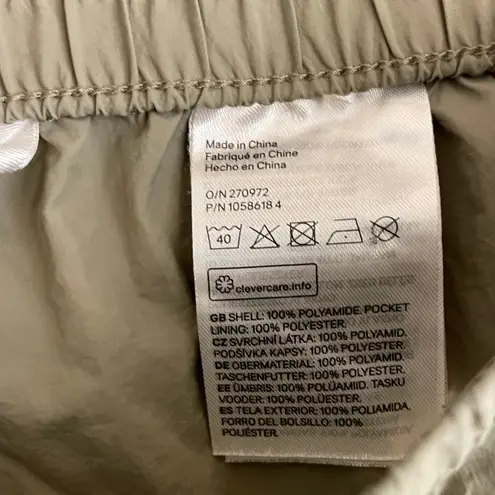 Made in China
Fabriqué en Chine
Hecho en China
O/N 270972
P/N 1058618 4
40
clevercare.info
GB SHELL: 100% POLYAMIDE. POCKET
LINING: 100% POLYESTER.
CZ SVRCHNÍ LÁTKA: 100% POLYAMID.
PODŠÍVKA KAPSY: 100% POLYESTER.
DE OBERMATERIAL: 100% POLYAMID.
TASCHENFUTTER: 100% POLYESTER.
EE ÜMBRIS: 100% POLÜAMIID. TASKU
VOODER: 100% POLÜESTER.
ES TELA EXTERIOR: 100% POLIAMIDA.
FORRO DEL BOLSILLO: 100%
POLIÉSTER.